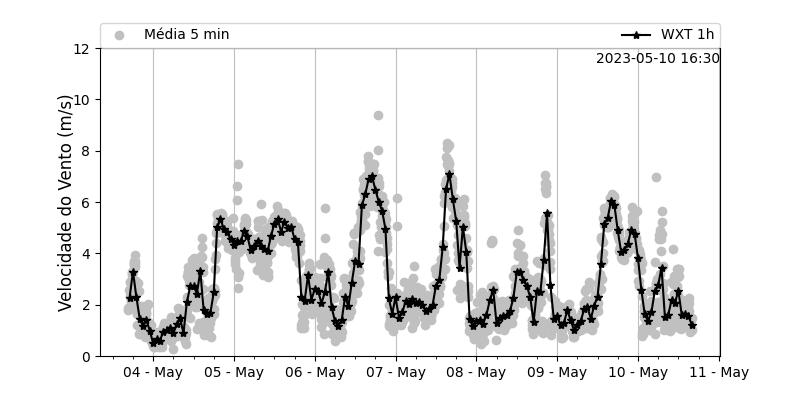 Média 5 min
WXT 1h
2023-05-10 16:30
Velocidade do Vento (m/s)
12
10
8
6
4
2
0
04 - May 05 - May 06 - May 07 - May 08 - May 09 - May 10 - May 11 - May